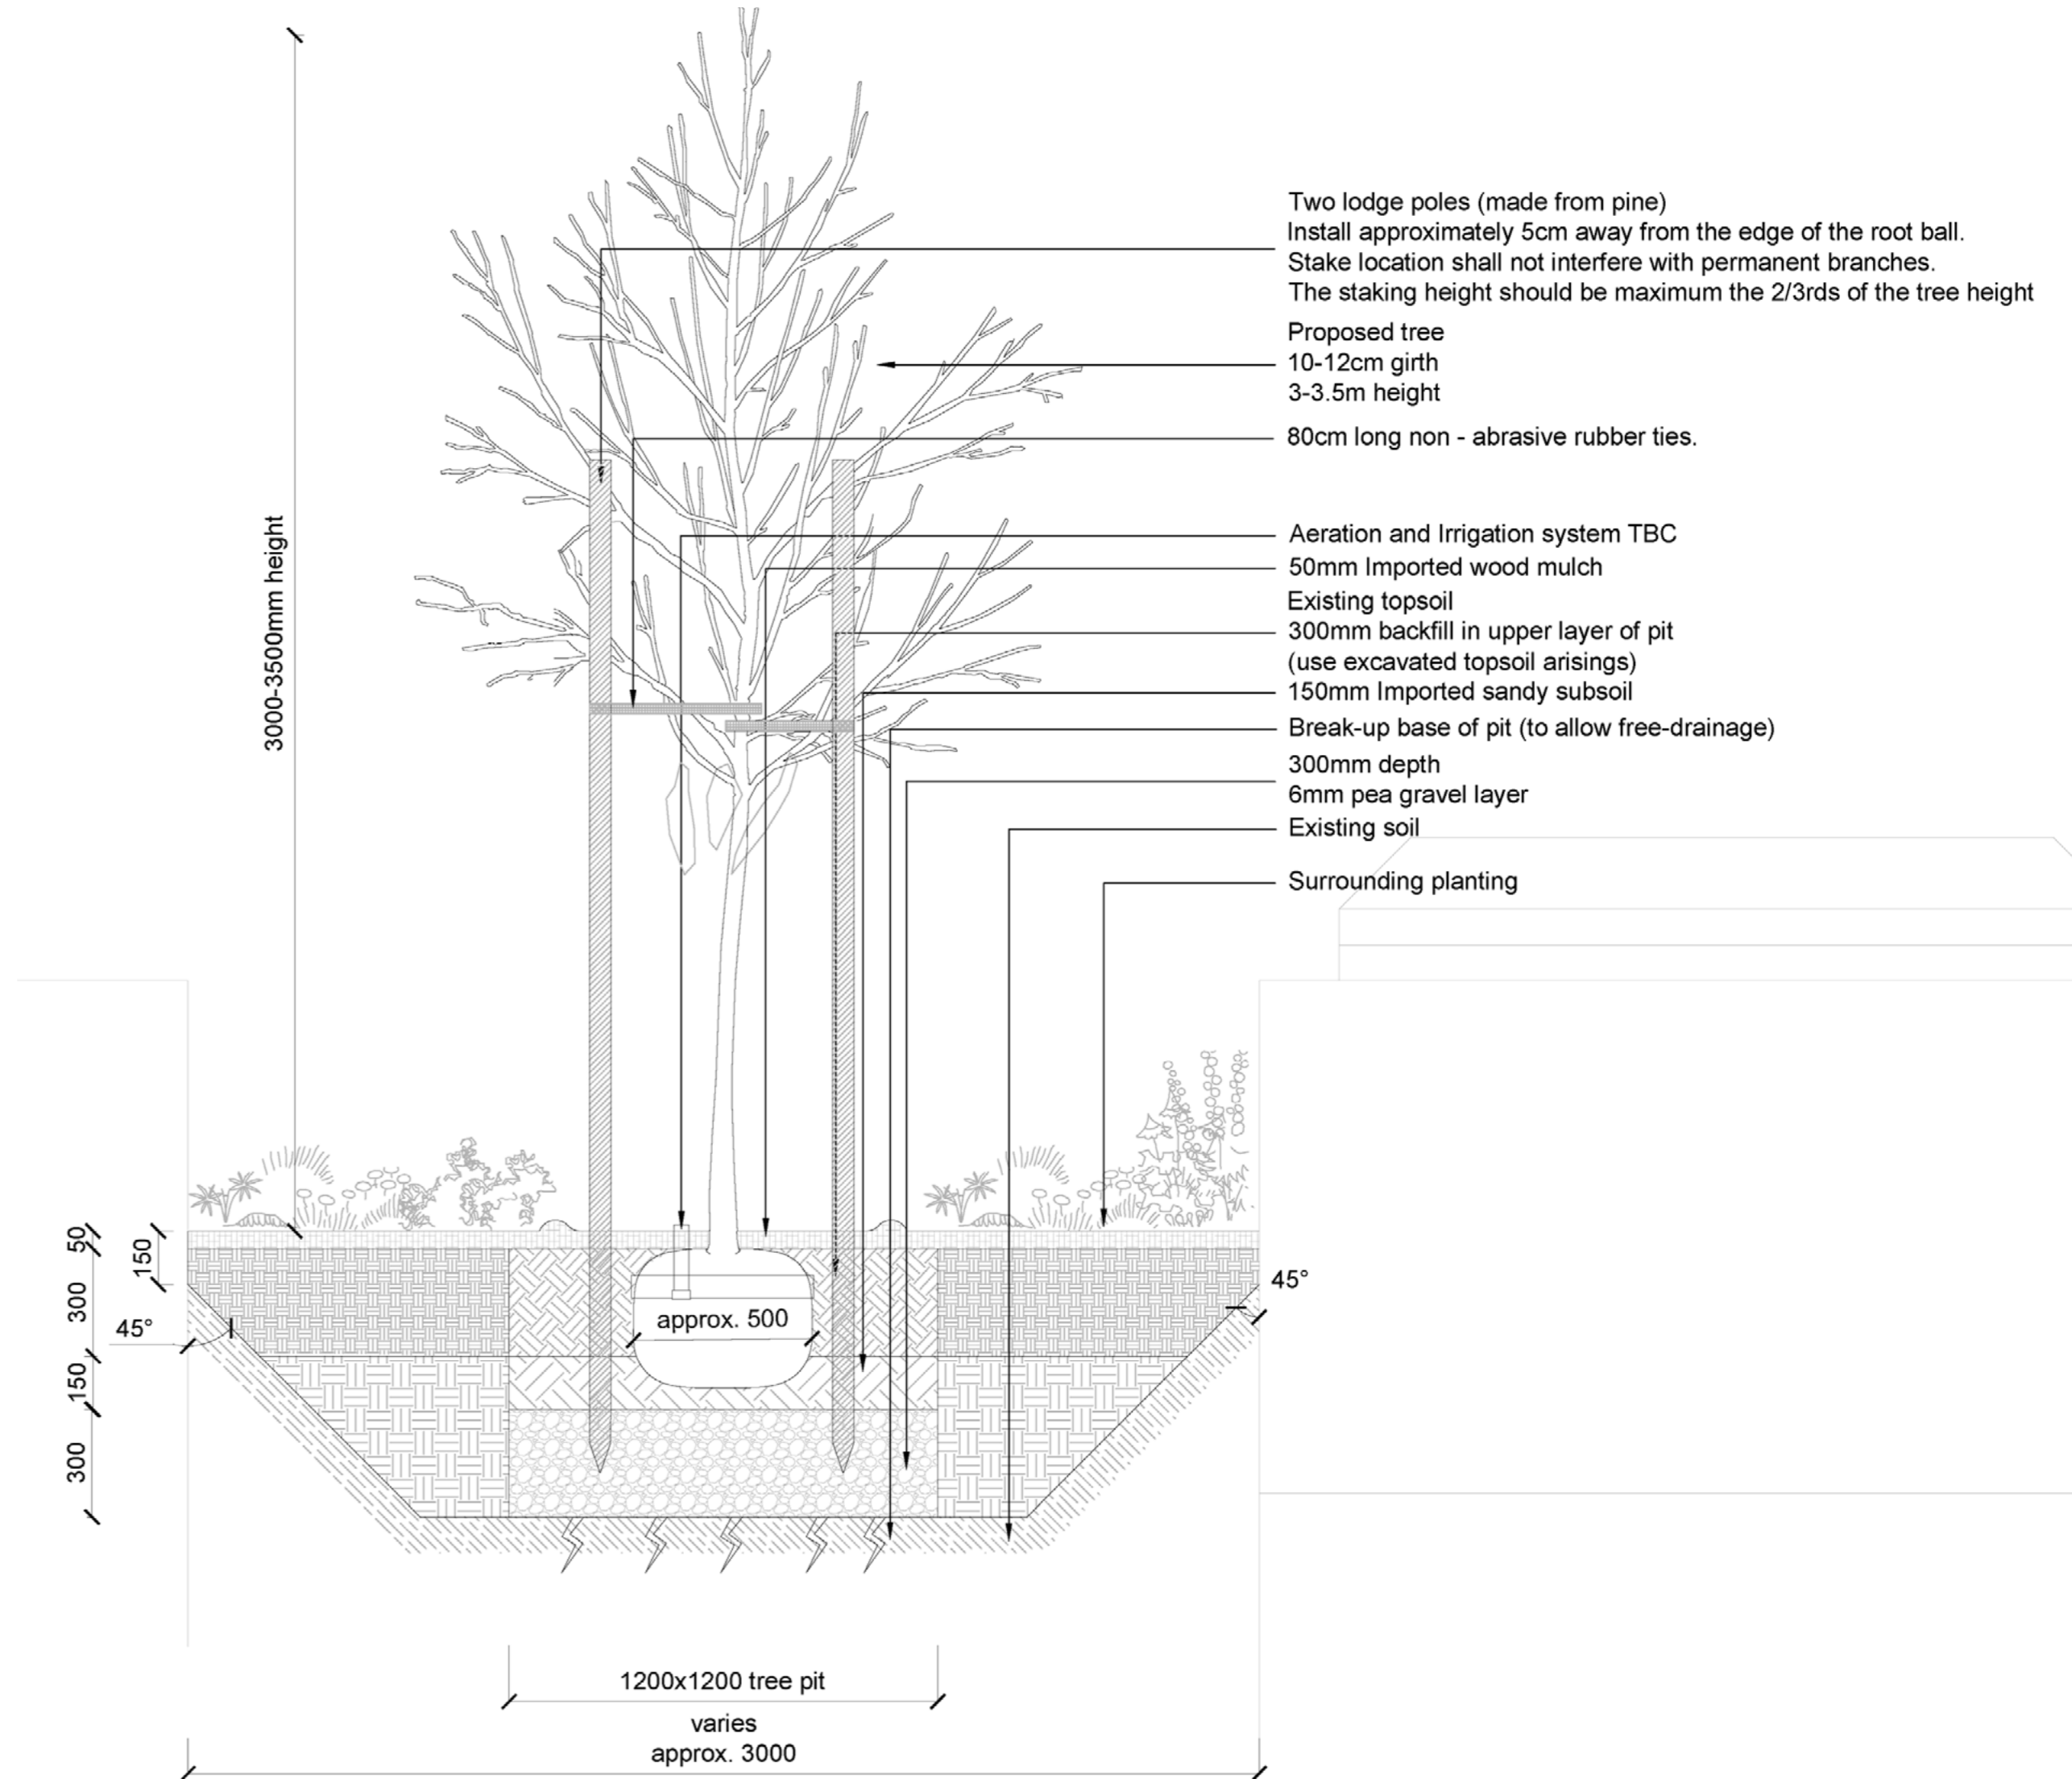 Two lodge poles (made from pine)
Install approximately 5cm away from the edge of the root ball.
Stake location shall not interfere with permanent branches.
The staking height should be maximum the 2/3rds of the tree height
Proposed tree
10-12cm girth
3-3.5m height
80cm long non - abrasive rubber ties.
Aeration and Irrigation system TBC
50mm Imported wood mulch
Existing topsoil
300mm backfill in upper layer of pit
(use excavated topsoil arisings)
150mm Imported sandy subsoil
Break-up base of pit (to allow free-drainage)
300mm depth
6mm pea gravel layer
Existing soil
Surrounding planting
3000-3500mm height
50
150
300
45°
150
300
45°
approx. 500
1200x1200 tree pit
varies
approx. 3000